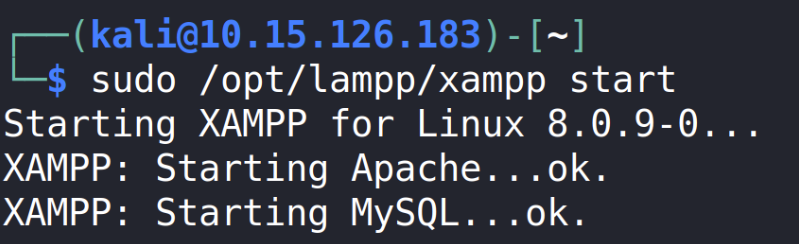 ┌──(kali@10.15.126.183)-[~]
└─$ sudo /opt/lampp/xampp start
Starting XAMPP for Linux 8.0.9-0...
XAMPP: Starting Apache...ok.
XAMPP: Starting MySQL...ok.